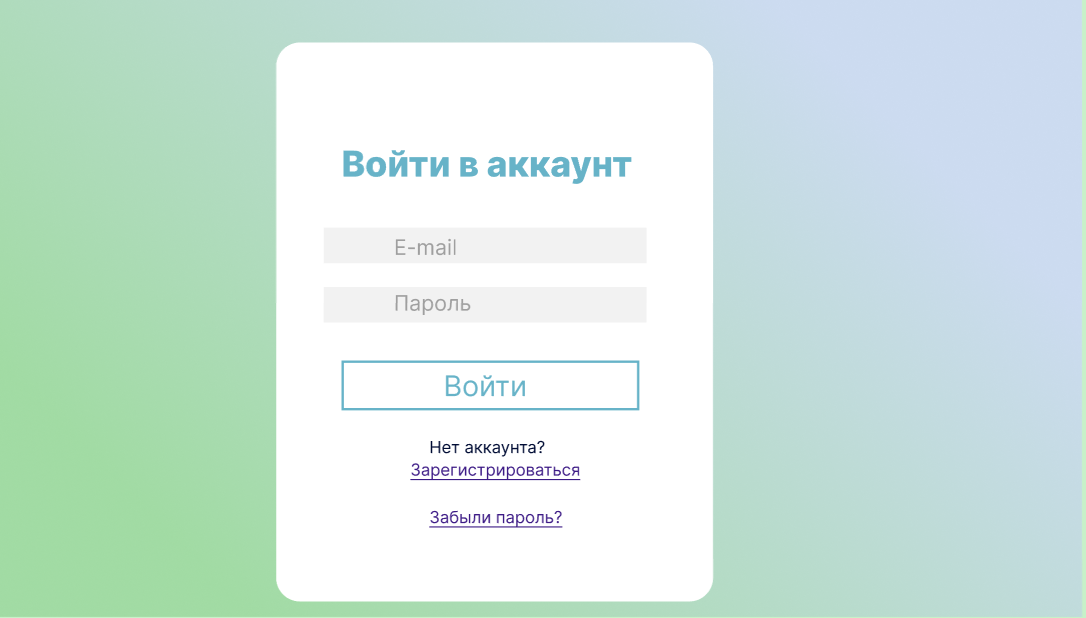 Войти в аккаунт
E-mail
Пароль
Войти
Нет аккаунта?
Зарегистрироваться
Забыли пароль?